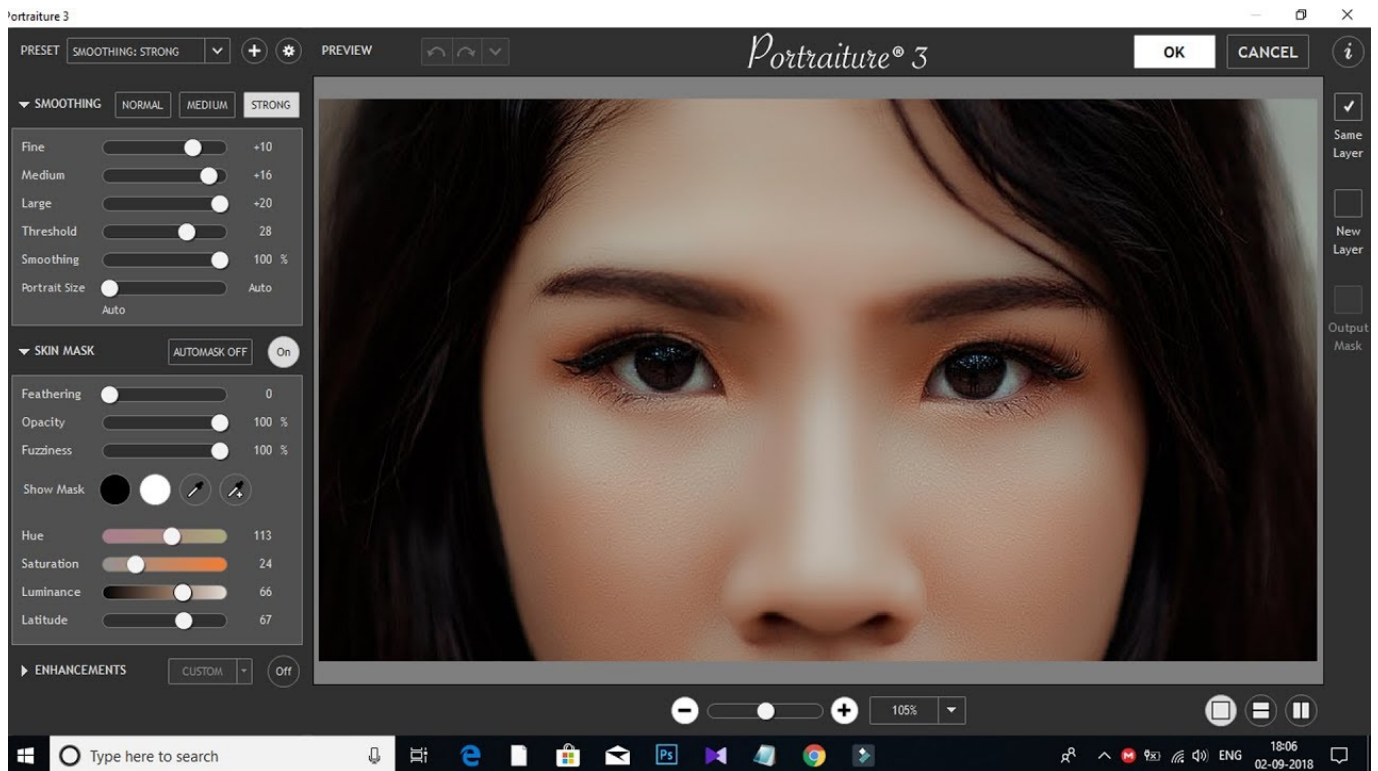 Portraiture 3
PRESET SMOOTHING: STRONG PREVIEW Portraiture® 3 OK CANCEL i
SMOOTHING NORMAL MEDIUM STRONG
Fine +10
Medium +16
Large +20
Threshold 28
Smoothing 100 %
Portrait Size Auto
Auto
SKIN MASK AUTOMASK OFF On
Feathering 0
Opacity 100 %
Fuzziness 100 %
Show Mask
Hue 113
Saturation 24
Luminance 66
Latitude 67
ENHANCEMENTS CUSTOM Off
Same
Layer
New
Layer
Output
Mask
105%
Type here to search Ps ENG 18:06
02-09-2018